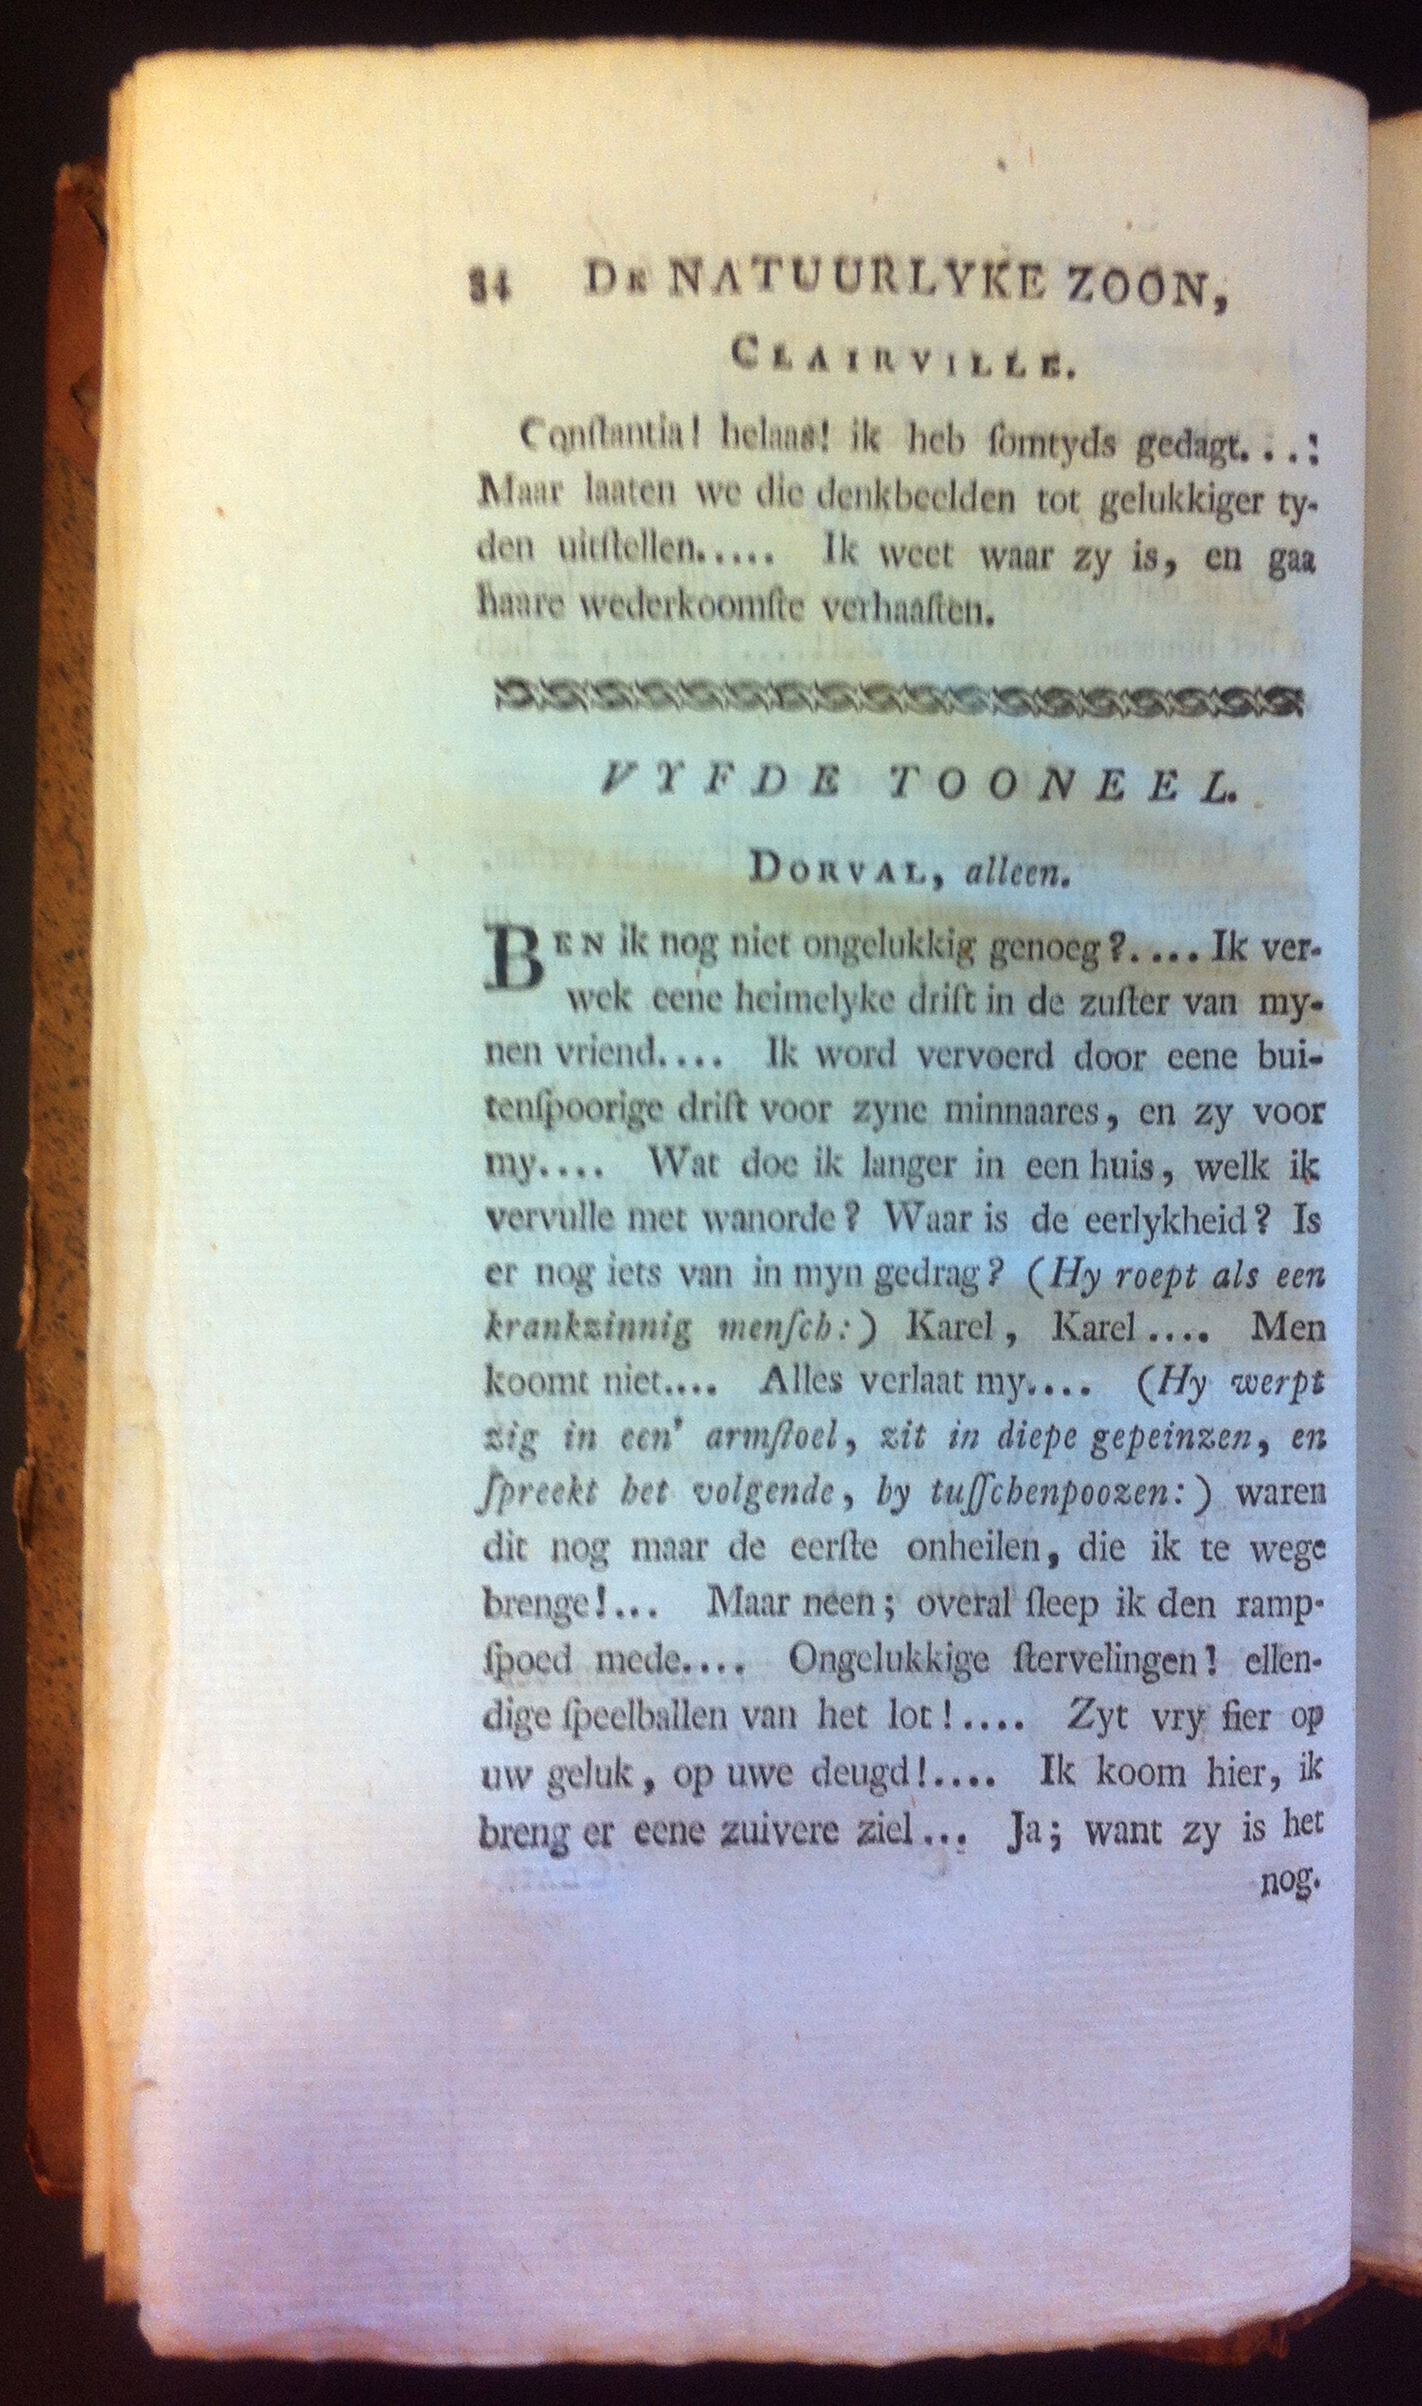 84 DE NATUURLYKE ZOON,
CLAIRVILLE.
Conſtantia! helaas! ik heb ſomtyds gedagt....:
Maar laaten we die denkbeelden tot gelukkiger ty-
den uitſtellen..... Ik weet waar zy is, en gaa
haare wederkoomſte verhaaſten.
VYFDE TOONEEL.
DORVAL, alleen.
BEN ik nog niet ongelukkig genoeg?.... Ik ver-
wek eene heimelyke drift in de zuſter van my-
nen vriend.... Ik word vervoerd door eene bui-
tenſpoorige drift voor zyne minnaares, en zy voor
my.... Wat doe ik langer in een huis, welk ik
vervulle met wanorde? Waar is de eerlykheid? Is
er nog iets van in myn gedrag? (Hy roept als een
krankzinnig menſch:) Karel, Karel.... Men
koomt niet.... Alles verlaat my.... (Hy werpt
zig in een' armſtoel, zit in diepe gepeinzen, en
ſpreekt het volgende, by tuſſchenpoozen:) waren
dit nog maar de eerſte onheilen, die ik te wege
brenge!... Maar neen; overal ſleep ik den ramp-
ſpoed mede.... Ongelukkige ſtervelingen! ellen-
dige ſpeelballen van het lot!.... Zyt vry fier op
uw geluk, op uwe deugd!.... Ik koom hier, ik
breng er eene zuivere ziel... Ja; want zy is het
nog.